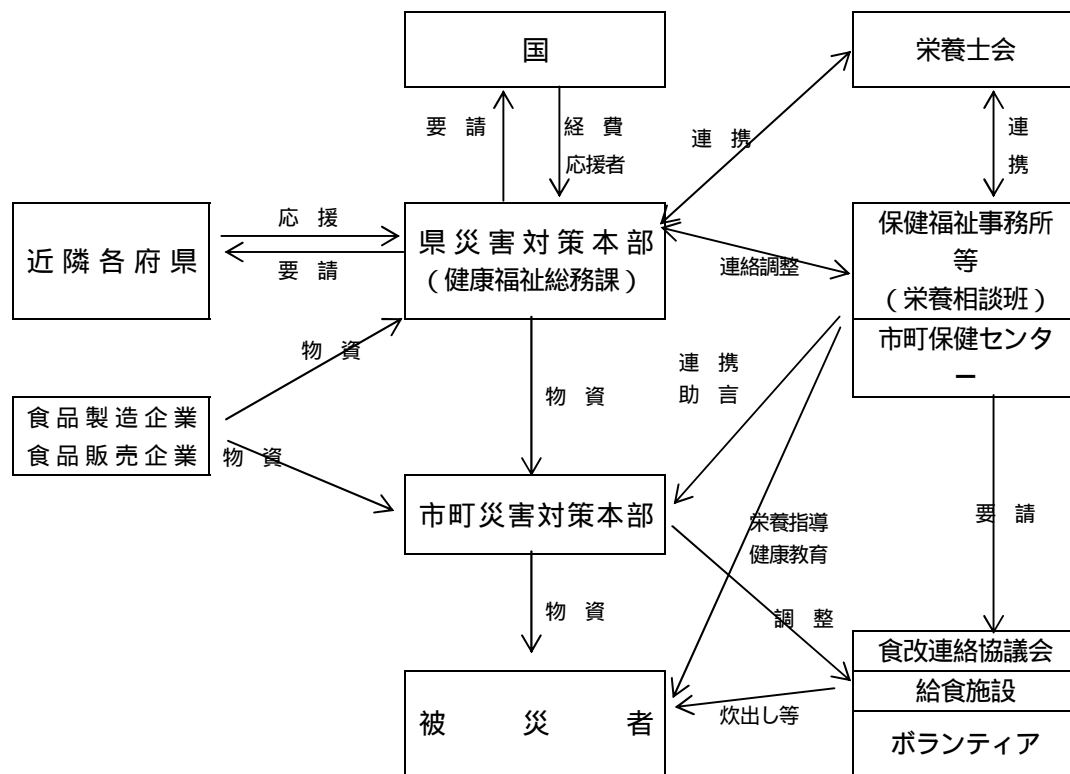 国
栄養士会
要 請
経 費
応援者
連 携
連
携
近隣各府県
応 援
要 請
県災害対策本部
(健康福祉総務課)
連絡調整
保健福祉事務所
等
(栄養相談班)
市町保健センタ
ー
物 資
食品製造企業
食品販売企業
物 資
物 資
連 携
助 言
市町災害対策本部
栄養指導
健康教育
要 請
物 資
調 整
食改連絡協議会
給食施設
ボランティア
被 災 者
炊出し等